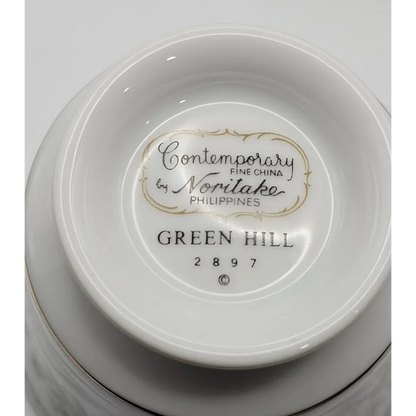 Contemporary
FINE CHINA
by Noritake
PHILIPPINES
GREEN HILL
2897
©